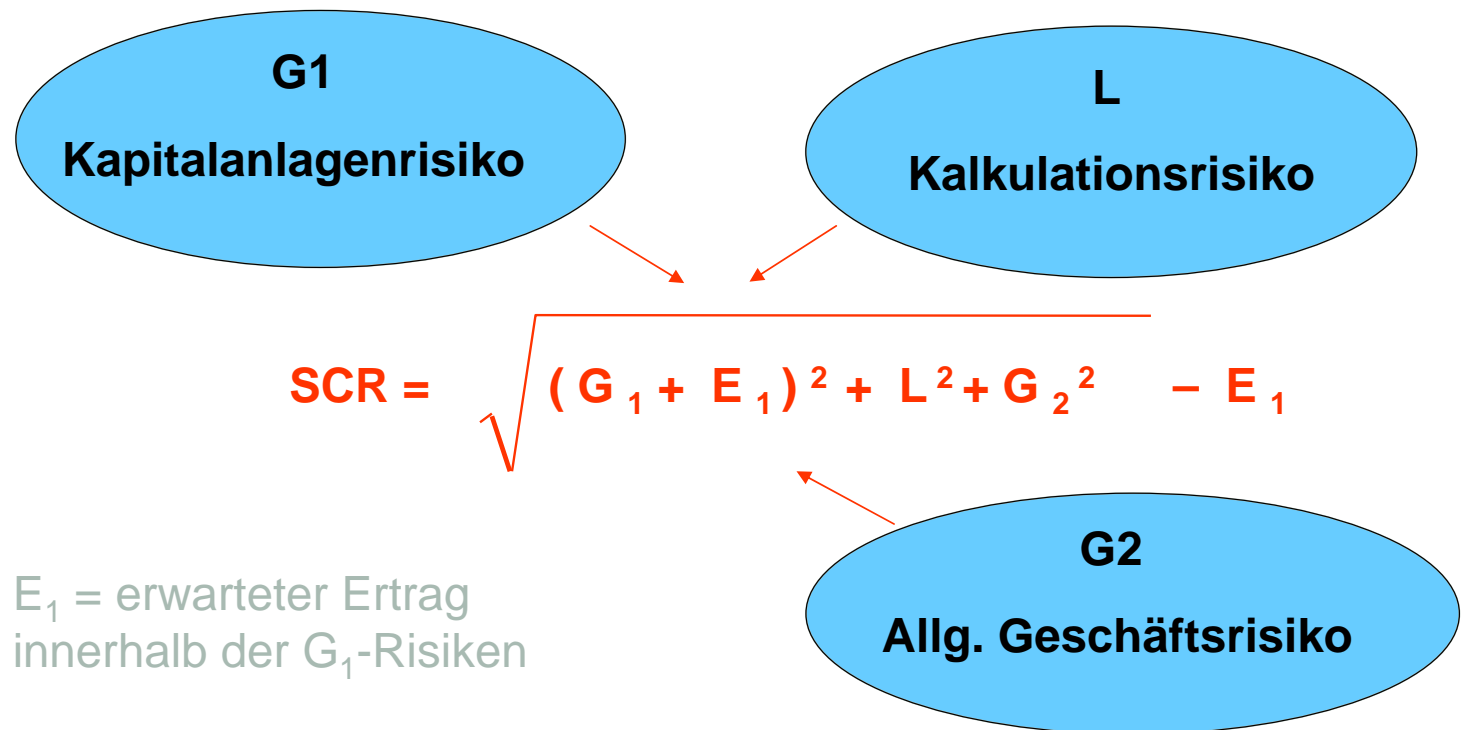 G1
Kapitalanlagenrisiko
L
Kalkulationsrisiko
SCR = √ ( G ₁ + E ₁ ) ² + L ² + G ₂ ² – E ₁
G2
Allg. Geschäftsrisiko
E₁ = erwarteter Ertrag
innerhalb der G₁-Risiken